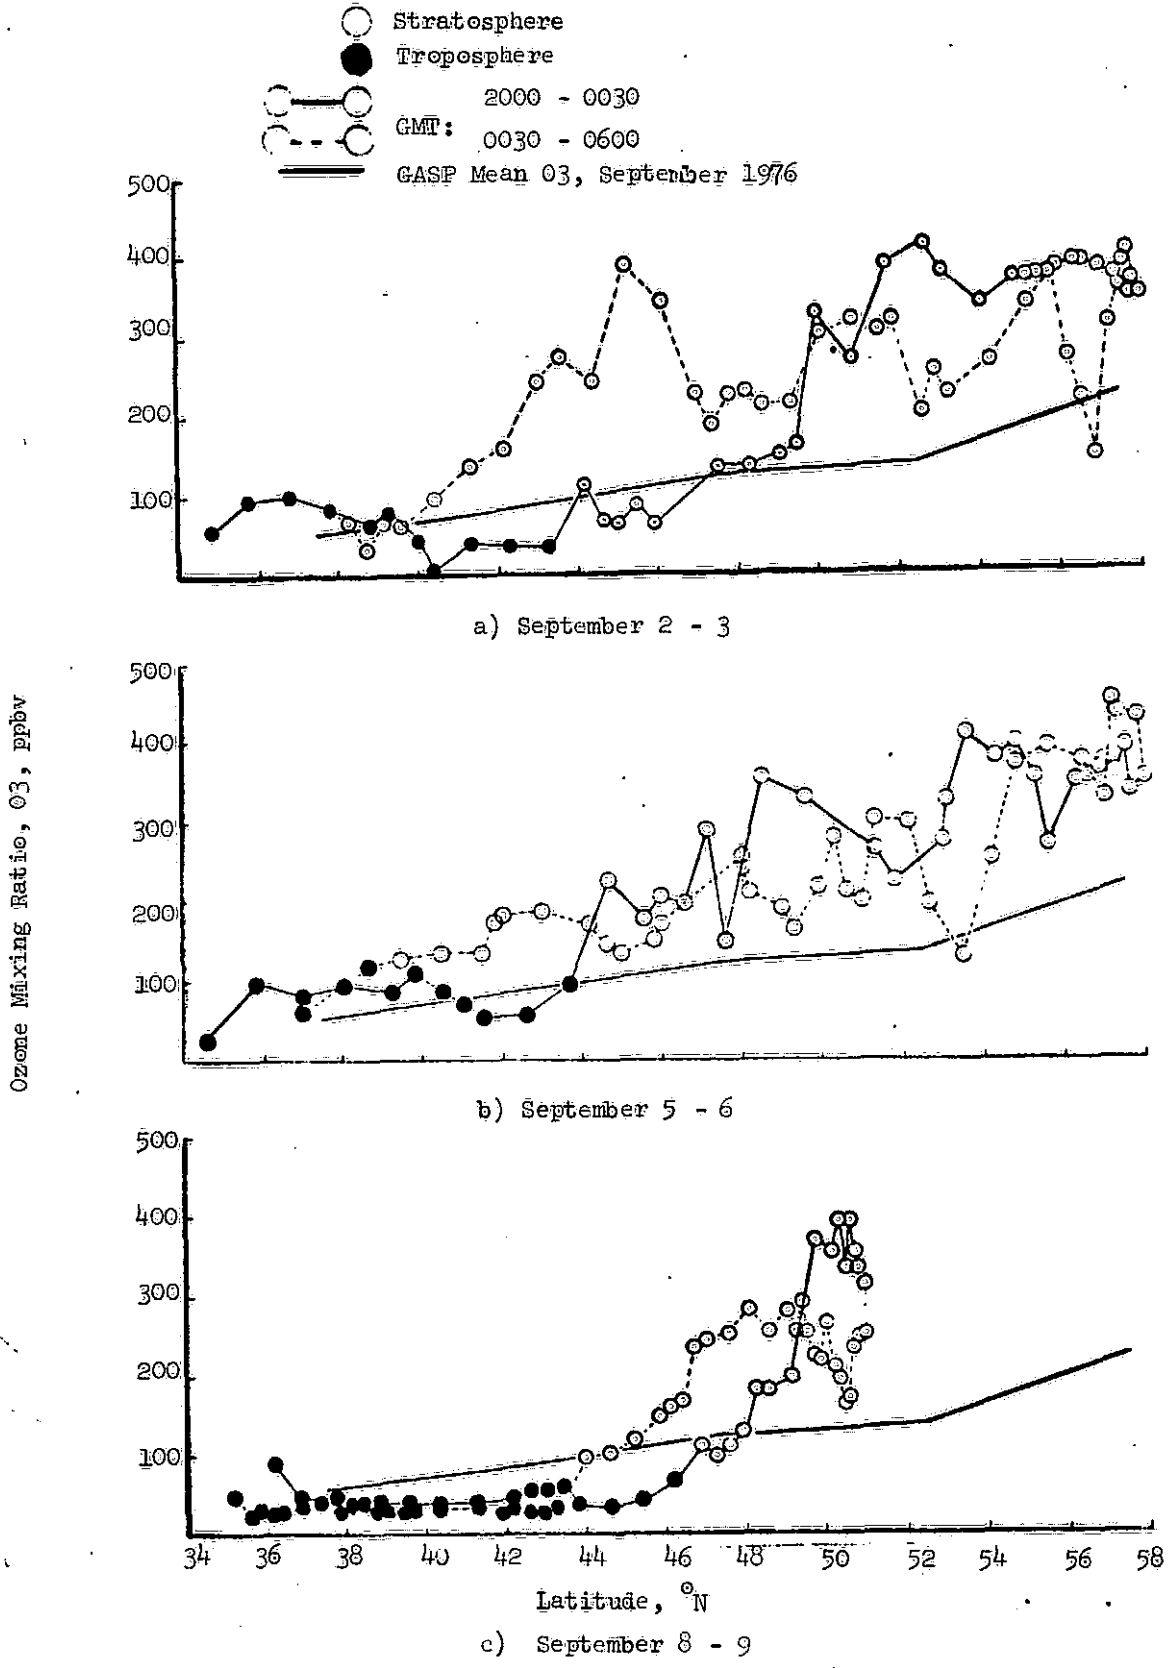 Stratosphere
Troposphere
2000 - 0030
GMT:
0030 - 0600
GASP Mean 03, September 1976
500
400
300
200
100
a) September 2 - 3
500
400
300
200
100
b) September 5 - 6
Ozone Mixing Ratio, 03, ppbv
500
400
300
200
100
34 36 38 40 42 44 46 48 50 52 54 56 58
Latitude, °N
c) September 8 - 9